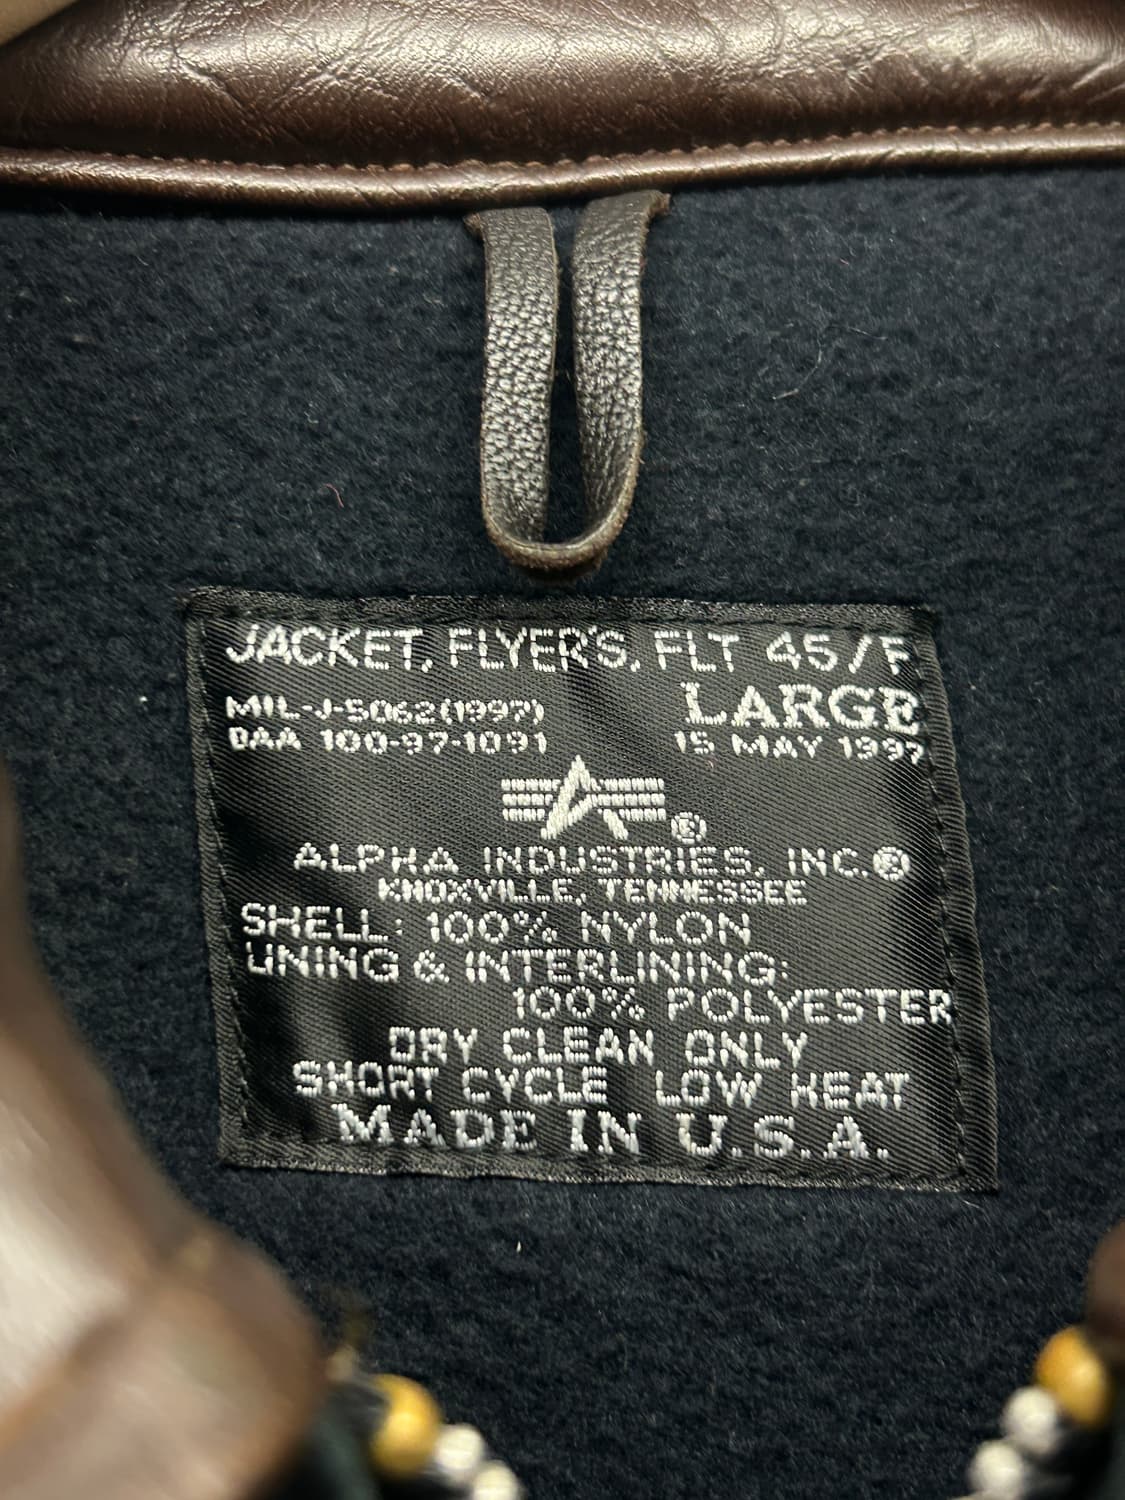 JACKET, FLYER'S, FLT 45/F
LARGE
MIL-J-5062(1997)
DAA 100-97-1091 15 MAY 1997
A ®
ALPHA INDUSTRIES, INC.®
KNOXVILLE, TENNESSEE
SHELL: 100% NYLON
LINING & INTERLINING:
100% POLYESTER
DRY CLEAN ONLY
SHORT CYCLE LOW HEAT
MADE IN U.S.A.